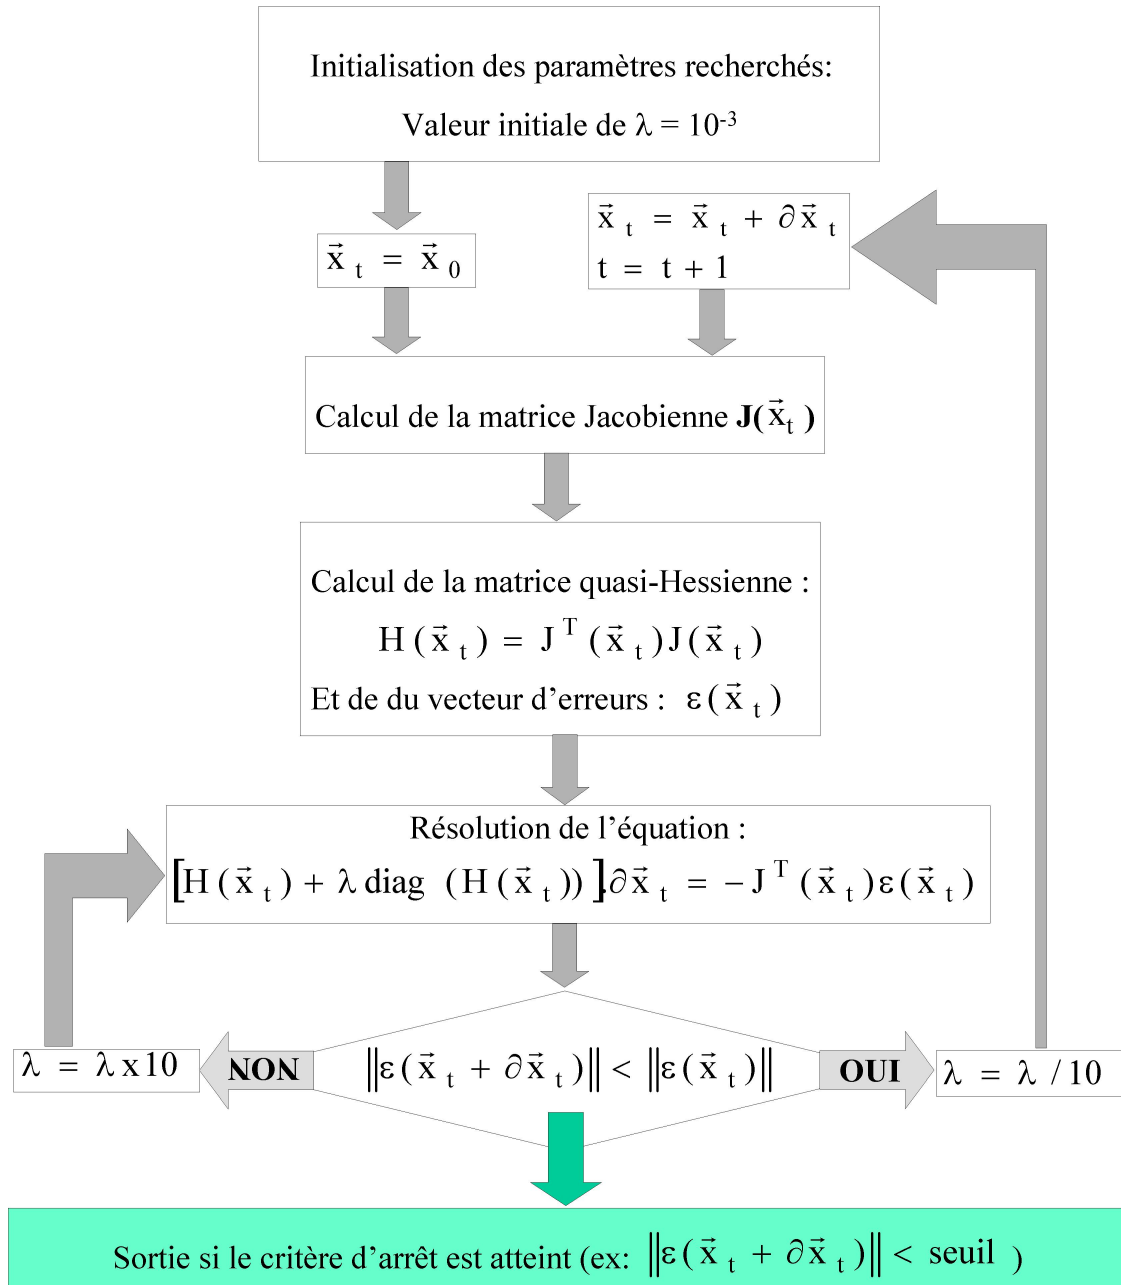 Initialisation des paramètres recherchés:
Valeur initiale de λ = 10⁻³
x⃗ₜ = x⃗₀
x⃗ₜ = x⃗ₜ + ∂x⃗ₜ
t = t + 1
Calcul de la matrice Jacobienne J(x⃗ₜ)
Calcul de la matrice quasi-Hessienne :
H(x⃗ₜ) = Jᵀ(x⃗ₜ)J(x⃗ₜ)
Et de du vecteur d’erreurs : ε(x⃗ₜ)
Résolution de l’équation :
[H(x⃗ₜ) + λ diag (H(x⃗ₜ))].∂x⃗ₜ = −Jᵀ(x⃗ₜ)ε(x⃗ₜ)
λ = λ x10
NON
‖ε(x⃗ₜ + ∂x⃗ₜ)‖ < ‖ε(x⃗ₜ)‖
OUI
λ = λ / 10
Sortie si le critère d’arrêt est atteint (ex: ‖ε(x⃗ₜ + ∂x⃗ₜ)‖ < seuil )